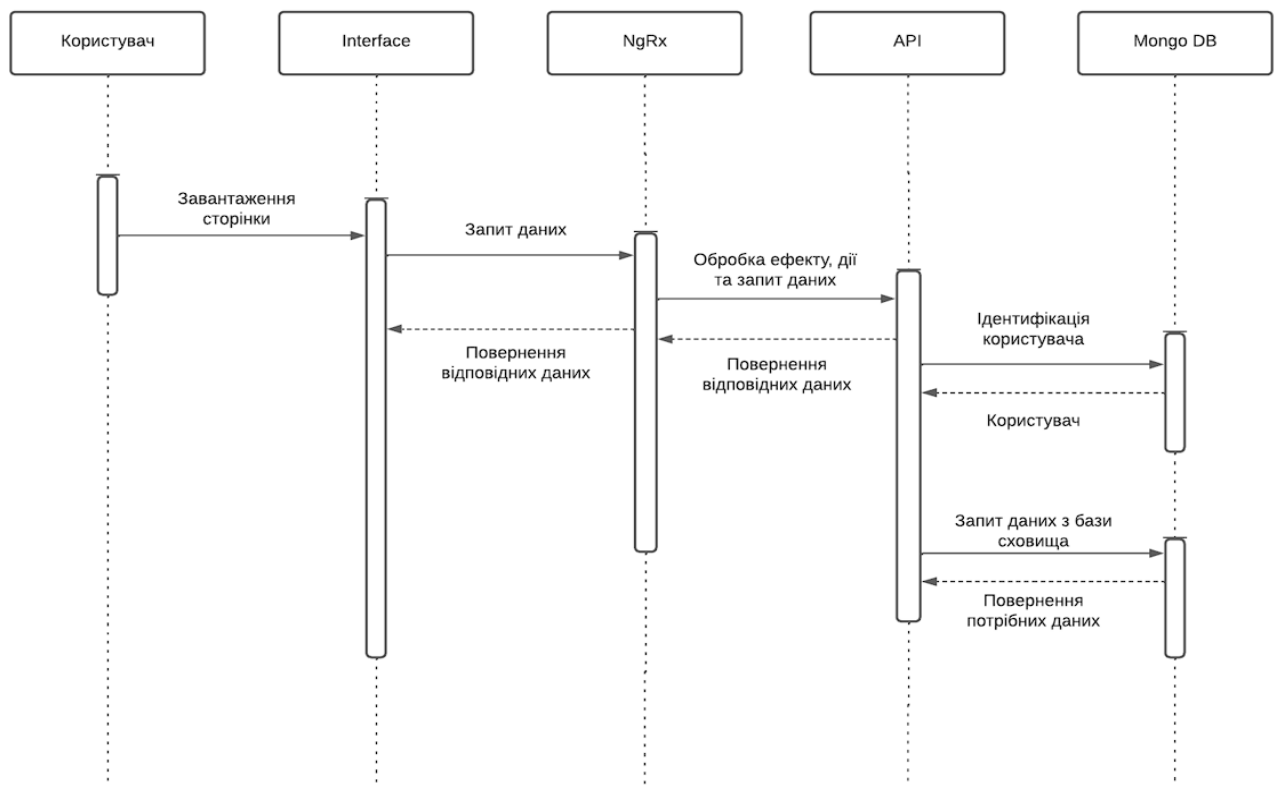 Користувач
Interface
NgRx
API
Mongo DB
Завантаження
сторінки
Запит даних
Обробка ефекту, дії
та запит даних
Ідентифікація
користувача
Повернення
відповідних даних
Повернення
відповідних даних
Користувач
Запит даних з бази
сховища
Повернення
потрібних даних